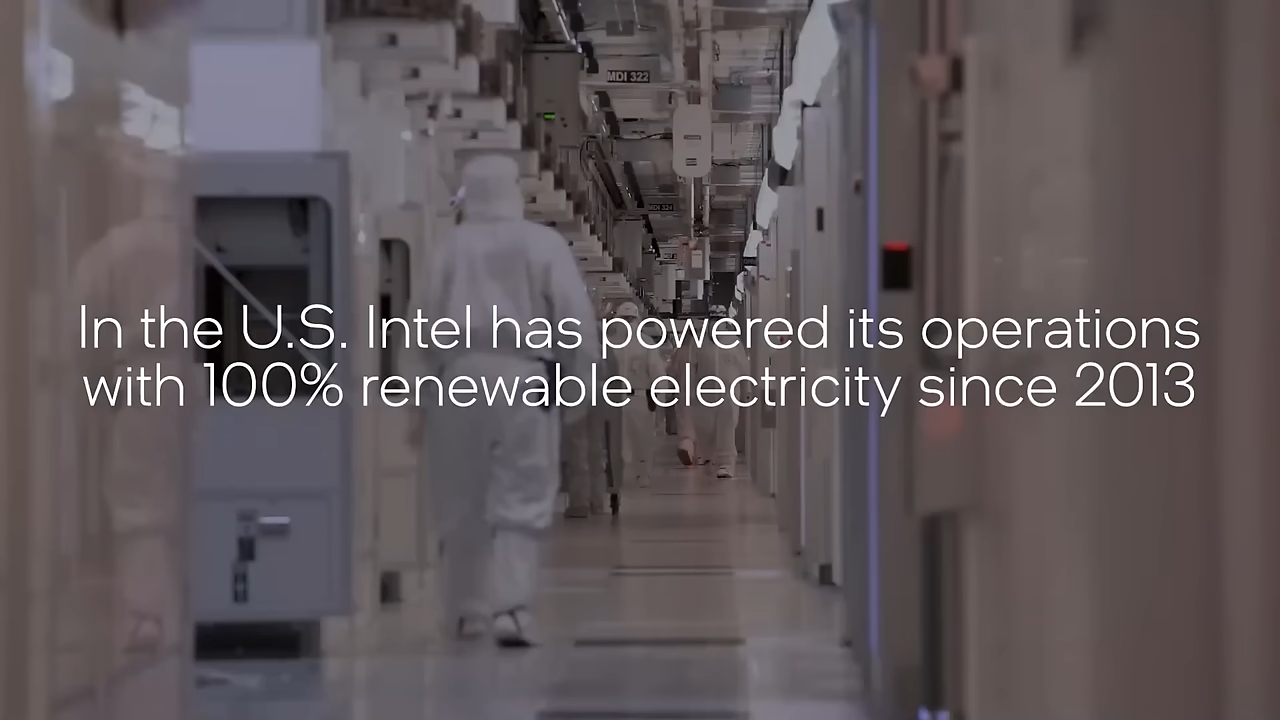 MDI 322
In the U.S. Intel has powered its operations
with 100% renewable electricity since 2013